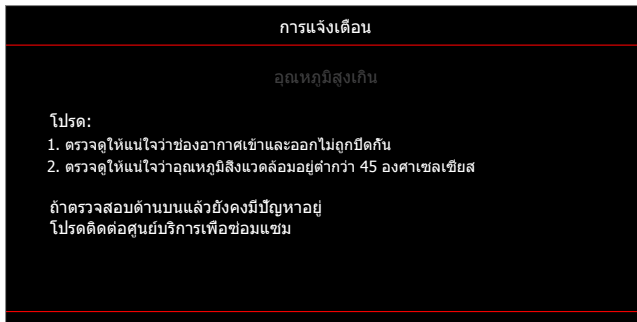 การแจ้งเตือน
อุณหภูมิสูงเกิน
โปรด:
1. ตรวจดูให้แน่ใจว่าช่องอากาศเข้าและออกไม่ถูกปิดกั้น
2. ตรวจดูให้แน่ใจว่าอุณหภูมิสิ่งแวดล้อมอยู่ต่ำกว่า 45 องศาเซลเซียส
ถ้าตรวจสอบด้านบนแล้วยังคงมีปัญหาอยู่
โปรดติดต่อศูนย์บริการเพื่อซ่อมแซม